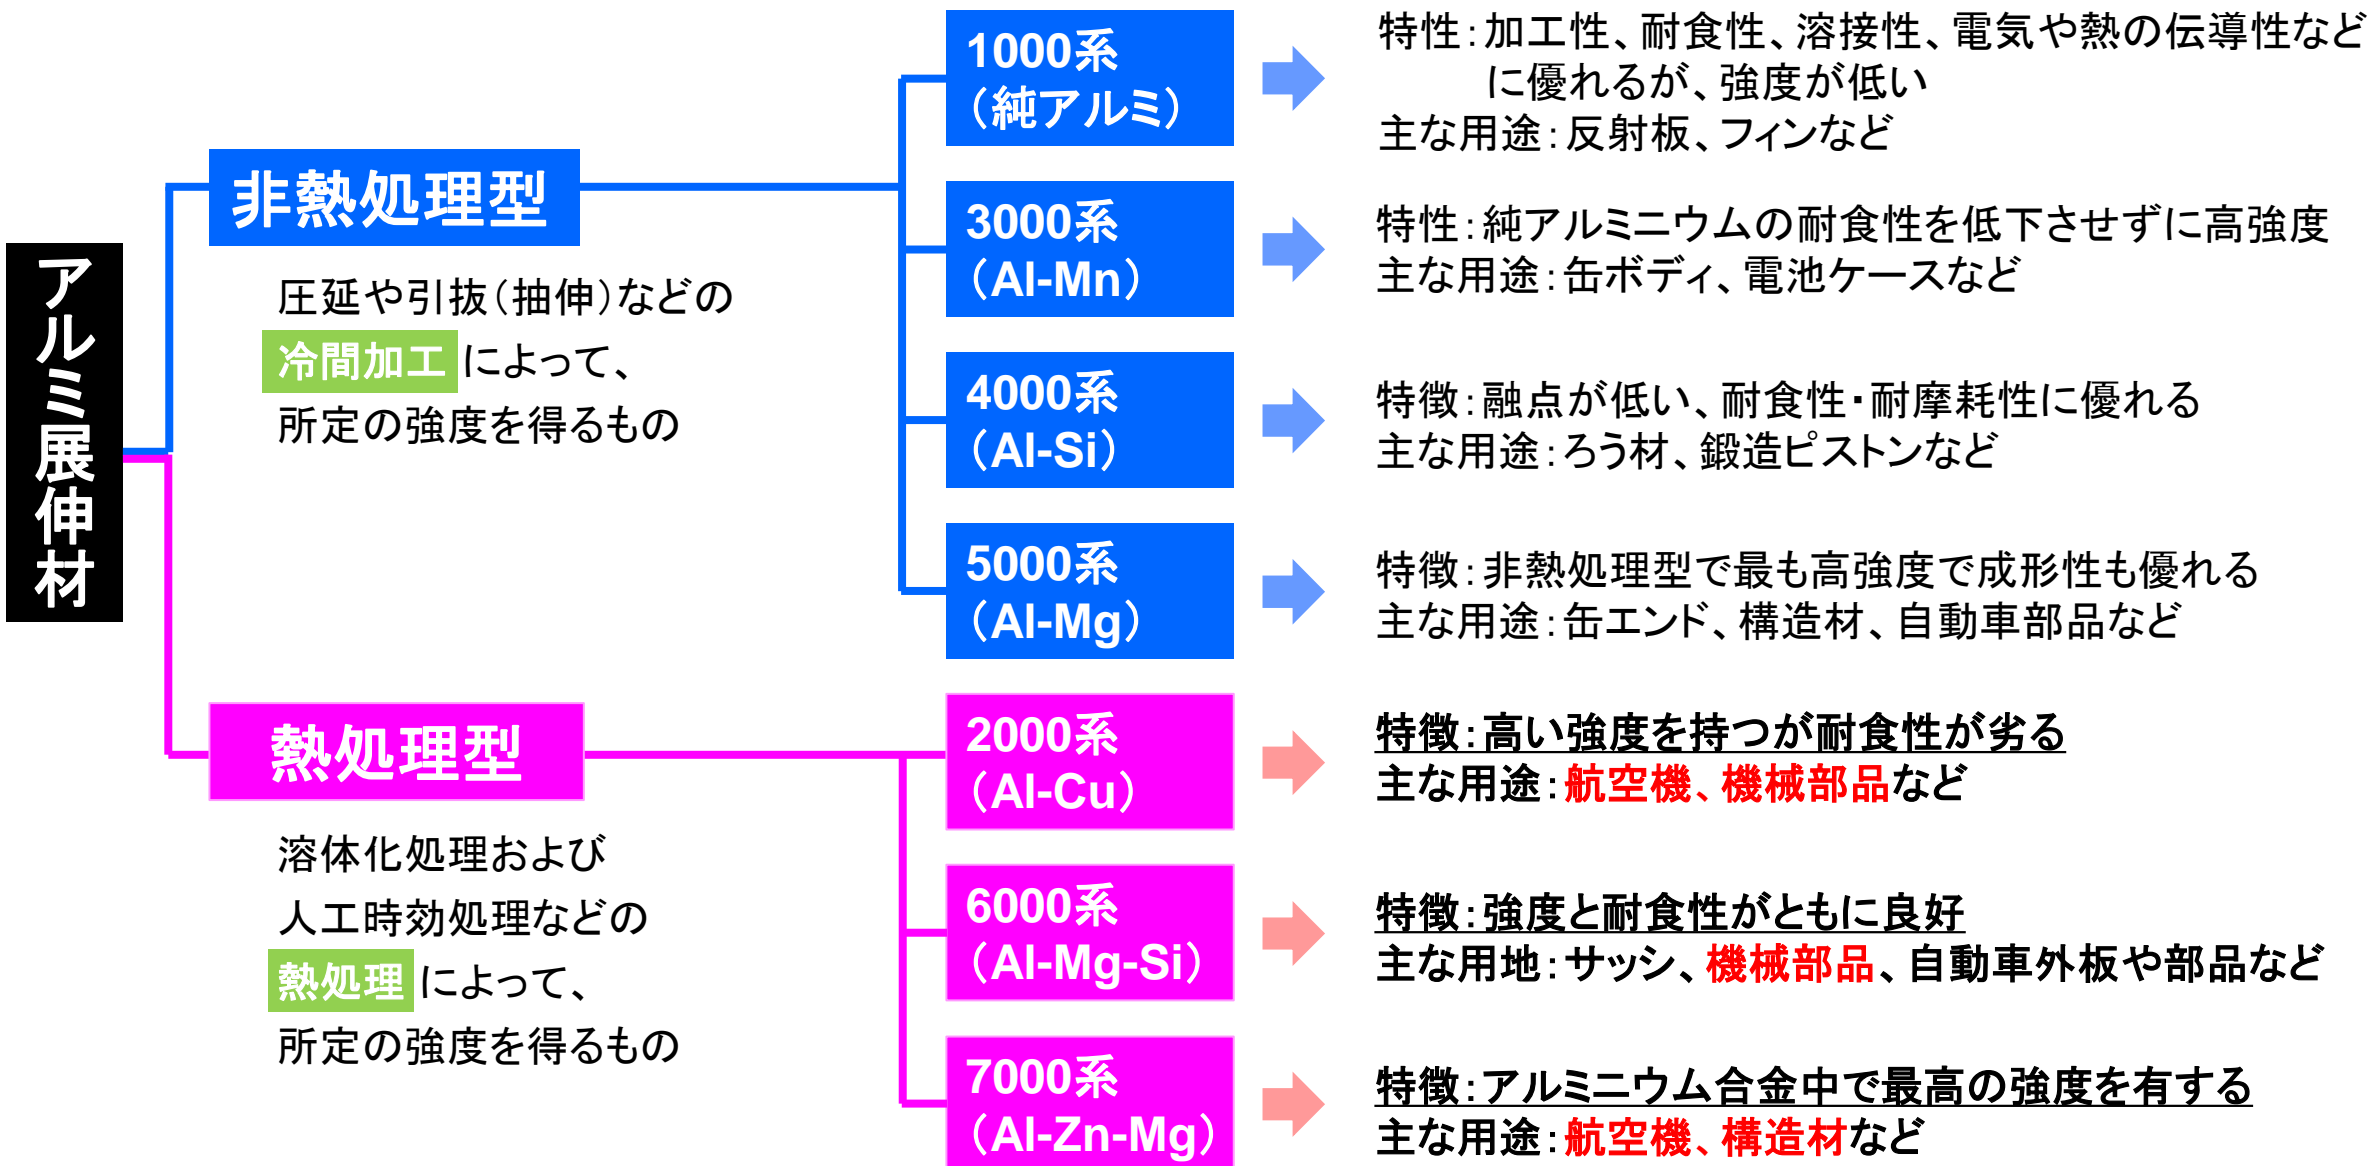 アルミ展伸材
非熱処理型
圧延や引抜(抽伸)などの
冷間加工によって、
所定の強度を得るもの
1000系
(純アルミ)
特性:加工性、耐食性、溶接性、電気や熱の伝導性など
に優れるが、強度が低い
主な用途:反射板、フィンなど
3000系
(Al-Mn)
特性:純アルミニウムの耐食性を低下させずに高強度
主な用途:缶ボディ、電池ケースなど
4000系
(Al-Si)
特徴:融点が低い、耐食性・耐摩耗性に優れる
主な用途:ろう材、鍛造ピストンなど
5000系
(Al-Mg)
特徴:非熱処理型で最も高強度で成形性も優れる
主な用途:缶エンド、構造材、自動車部品など
熱処理型
溶体化処理および
人工時効処理などの
熱処理によって、
所定の強度を得るもの
2000系
(Al-Cu)
特徴:高い強度を持つが耐食性が劣る
主な用途:航空機、機械部品など
6000系
(Al-Mg-Si)
特徴:強度と耐食性がともに良好
主な用地:サッシ、機械部品、自動車外板や部品など
7000系
(Al-Zn-Mg)
特徴:アルミニウム合金中で最高の強度を有する
主な用途:航空機、構造材など